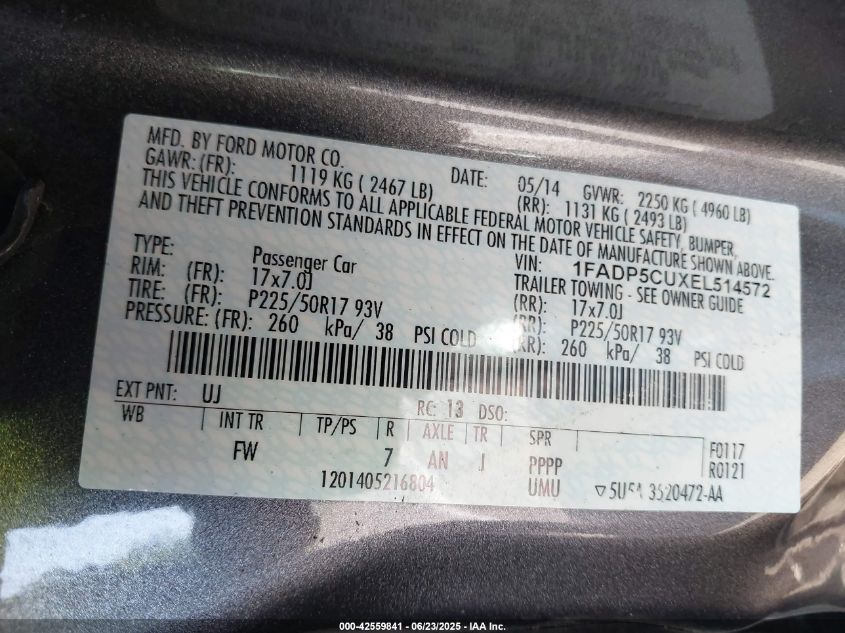 MFD. BY FORD MOTOR CO. DATE: 05/14 GVWR: 2250 KG ( 4960 LB)
GAWR: (FR): 1119 KG ( 2467 LB) (RR): 1131 KG ( 2493 LB)
THIS VEHICLE CONFORMS TO ALL APPLICABLE FEDERAL MOTOR VEHICLE SAFETY, BUMPER,
AND THEFT PREVENTION STANDARDS IN EFFECT ON THE DATE OF MANUFACTURE SHOWN ABOVE.
TYPE: Passenger Car VIN: 1FADP5CUXEL514572
RIM: (FR): 17x7.0J TRAILER TOWING - SEE OWNER GUIDE
(RR): 17x7.0J
TIRE: (FR): P225/50R17 93V (RR): P225/50R17 93V
PRESSURE: (FR): 260 kPa/ 38 PSI COLD (RR): 260 kPa/ 38 PSI COLD
EXT PNT: UJ RC: 13 DSO:
WB INT TR TP/PS R AXLE TR SPR F0117
FW 7 AN J PPPP R0121
1201405216804 UMU 3520472-AA
000-42559841 - 06/23/2025 - IAA Inc.